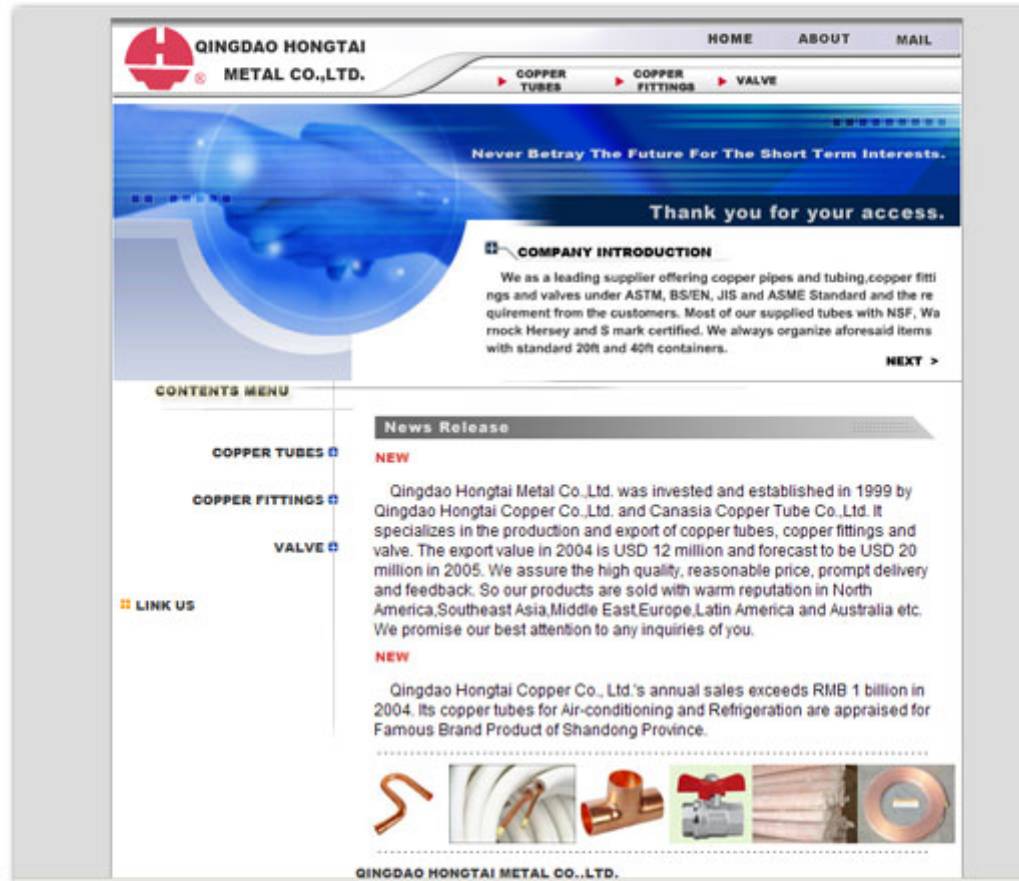 QINGDAO HONGTAI
METAL CO.,LTD.
®
HOME ABOUT MAIL
COPPER
TUBES
COPPER
FITTINGS
VALVE
Never Betray The Future For The Short Term Interests.
Thank you for your access.
COMPANY INTRODUCTION
We as a leading supplier offering copper pipes and tubing,copper fitti
ngs and valves under ASTM, BS/EN, JIS and ASME Standard and the re
quirement from the customers. Most of our supplied tubes with NSF, Wa
rnock Hersey and S mark certified. We always organize aforesaid items
with standard 20ft and 40ft containers.
NEXT >
CONTENTS MENU
COPPER TUBES
COPPER FITTINGS
VALVE
LINK US
News Release
NEW
Qingdao Hongtai Metal Co.,Ltd. was invested and established in 1999 by
Qingdao Hongtai Copper Co.,Ltd. and Canasia Copper Tube Co.,Ltd. It
specializes in the production and export of copper tubes, copper fittings and
valve. The export value in 2004 is USD 12 million and forecast to be USD 20
million in 2005. We assure the high quality, reasonable price, prompt delivery
and feedback. So our products are sold with warm reputation in North
America,Southeast Asia,Middle East,Europe,Latin America and Australia etc.
We promise our best attention to any inquiries of you.
NEW
Qingdao Hongtai Copper Co., Ltd.'s annual sales exceeds RMB 1 billion in
2004. Its copper tubes for Air-conditioning and Refrigeration are appraised for
Famous Brand Product of Shandong Province.
QINGDAO HONGTAI METAL CO..LTD.